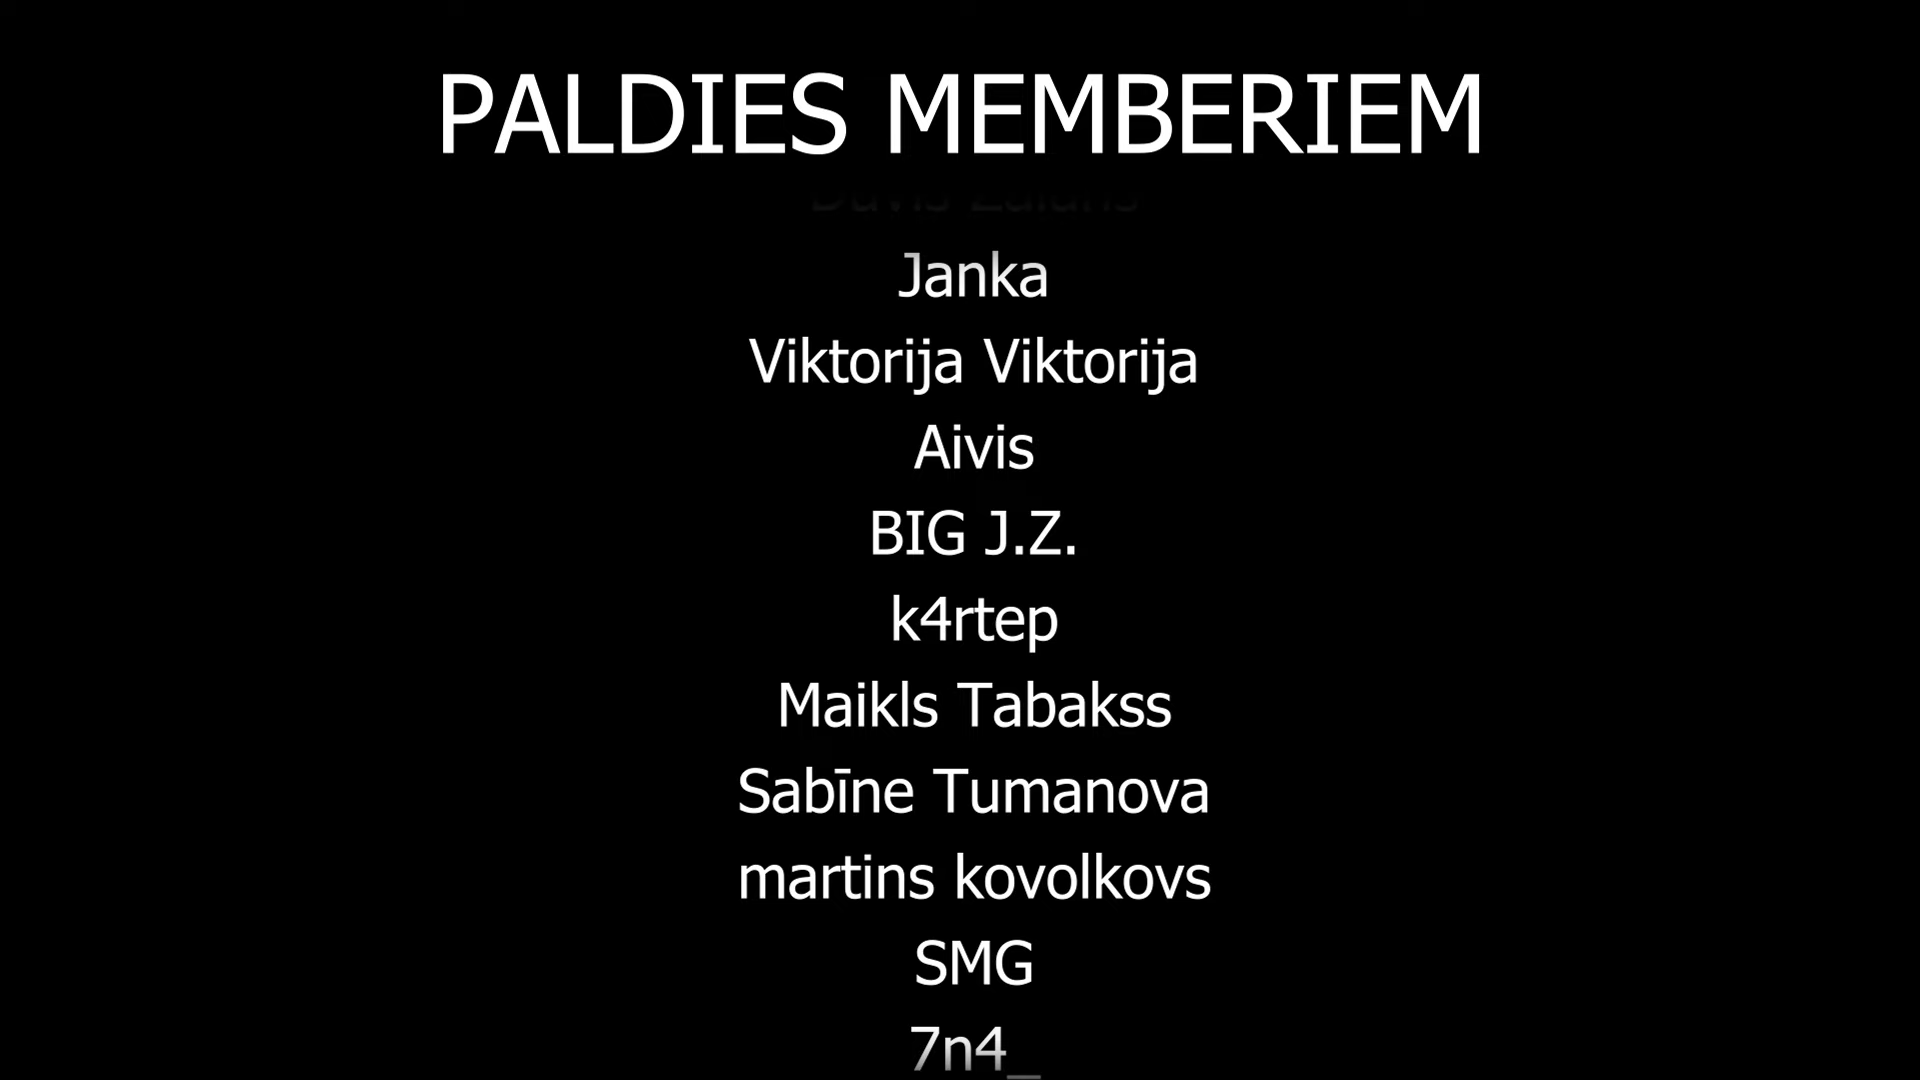 PALDIES MEMBERIEM
Janka
Viktorija Viktorija
Aivis
BIG J.Z.
k4rtep
Maikls Tabakss
Sabīne Tumanova
martins kovolkovs
SMG
7n4_